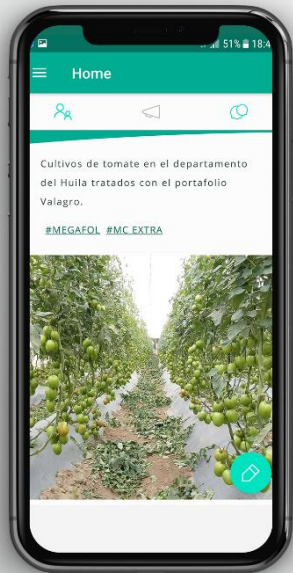 51% 18:4
Home
Cultivos de tomate en el departamento
del Huila tratados con el portafolio
Valagro.
#MEGAFOL #MC EXTRA